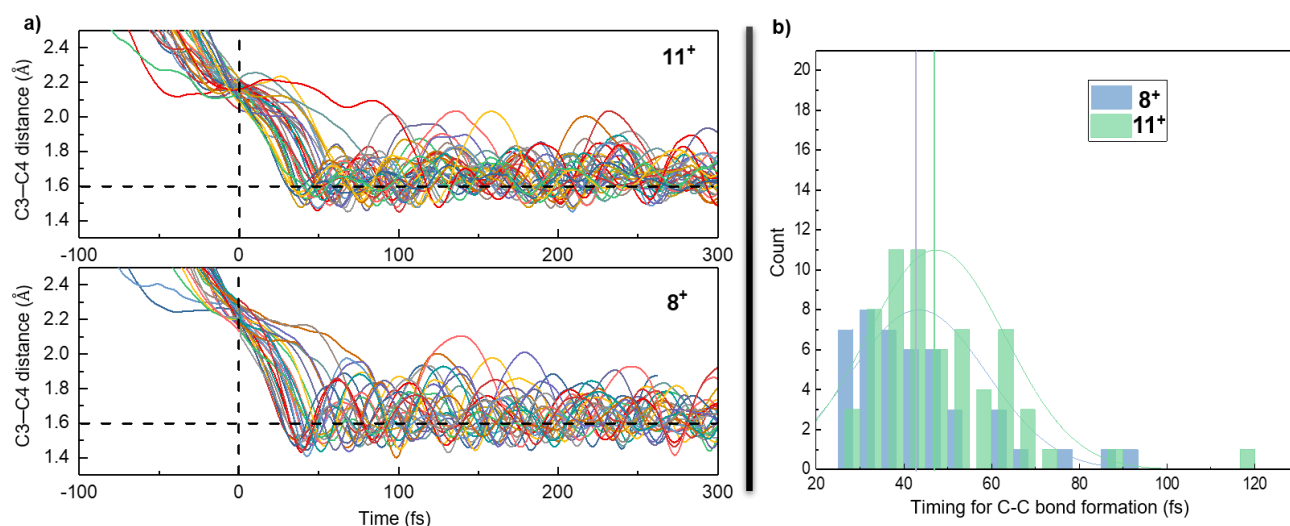 a)
C3—C4 distance (Å)
2.4
2.2
2.0
1.8
1.6
1.4
11⁺
-100 0 100 200 300
C3—C4 distance (Å)
2.4
2.2
2.0
1.8
1.6
1.4
8⁺
-100 0 100 200 300
Time (fs)
b)
Count
20
18
16
14
12
10
8
6
4
2
0
8⁺
11⁺
20 40 60 80 100 120
Timing for C-C bond formation (fs)